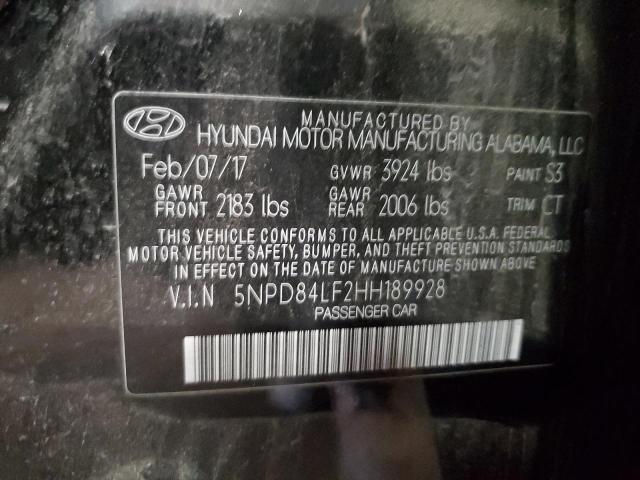 MANUFACTURED BY
HYUNDAI MOTOR MANUFACTURING ALABAMA, LLC
Feb/07/17 GVWR 3924 lbs PAINT S3
GAWR FRONT 2183 lbs GAWR REAR 2006 lbs TRIM CT
THIS VEHICLE CONFORMS TO ALL APPLICABLE U.S.A. FEDERAL
MOTOR VEHICLE SAFETY, BUMPER, AND THEFT PREVENTION STANDARDS
IN EFFECT ON THE DATE OF MANUFACTURE SHOWN ABOVE.
V.I.N 5NPD84LF2HH189928
PASSENGER CAR